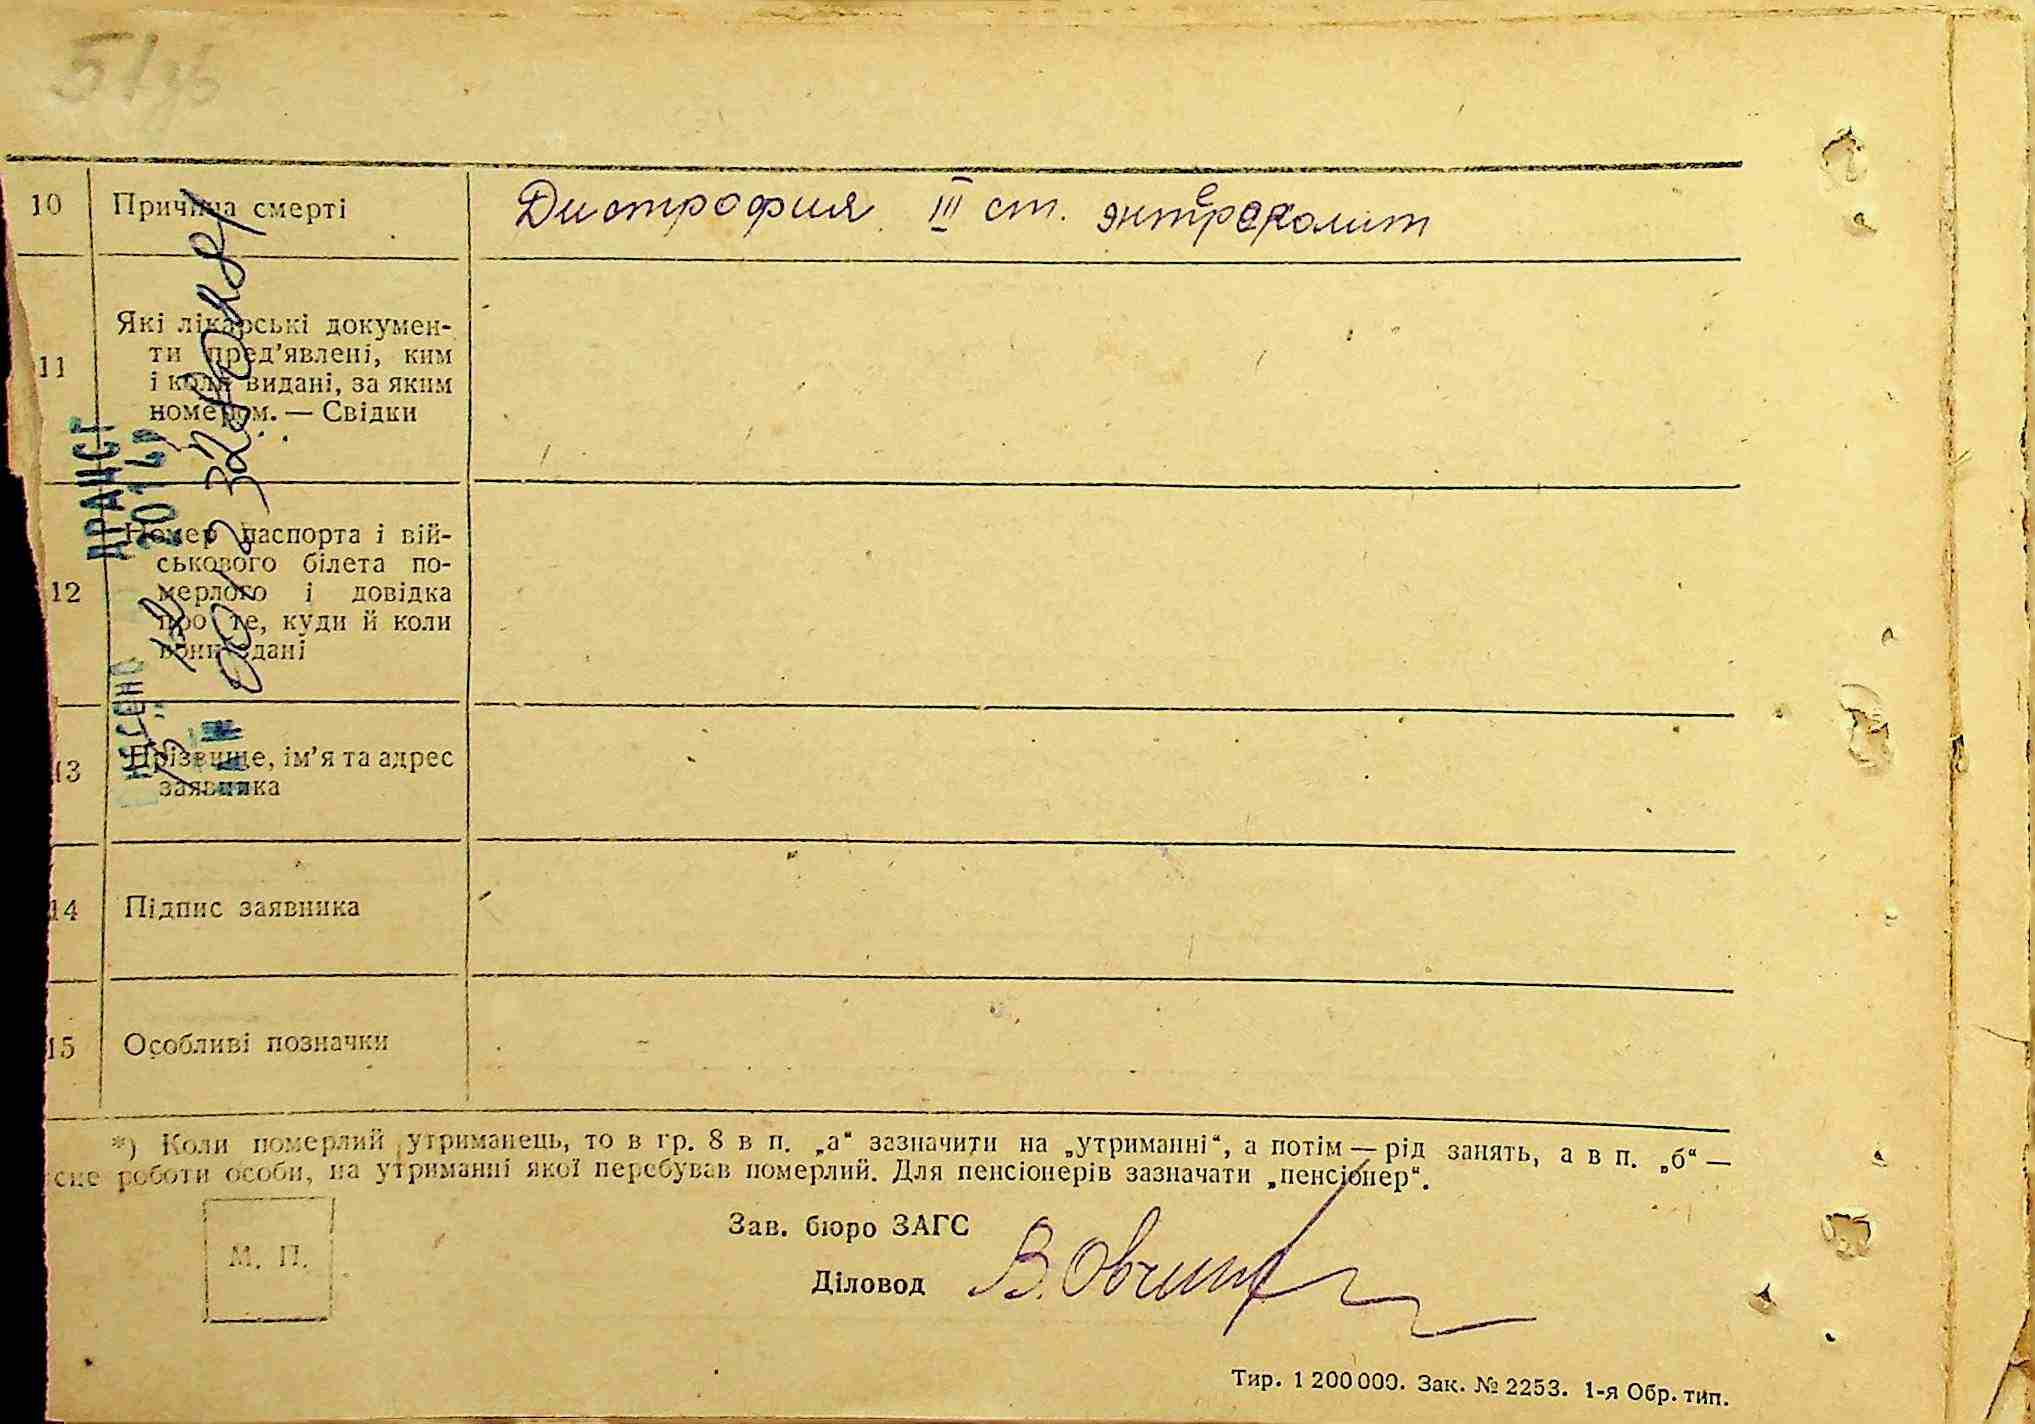 10 Причина смерті Дистрофия III ст. энтероколит
11 Які лікарські докумен-
ти пред’явлені, ким
і коли видані, за яким
номером. — Свідки
12 Номер паспорта і вій-
ськового білета по-
мерлого і довідка
про те, куди й коли
вони здані
13 Прізвище, ім’я та адрес
заявника
14 Підпис заявника
15 Особливі позначки
*) Коли померлий утриманець, то в гр. 8 в п. „а“ зазначити на „утриманні“, а потім — рід занять, а в п. „б“ —
роботи особи, на утриманні якої перебував померлий. Для пенсіонерів зазначати „пенсіонер“.
М. П.
Зав. бюро ЗАГС
Діловод
Тир. 1 200 000. Зак. № 2253. 1-я Обр. тип.
ДРАЦСГ
2014